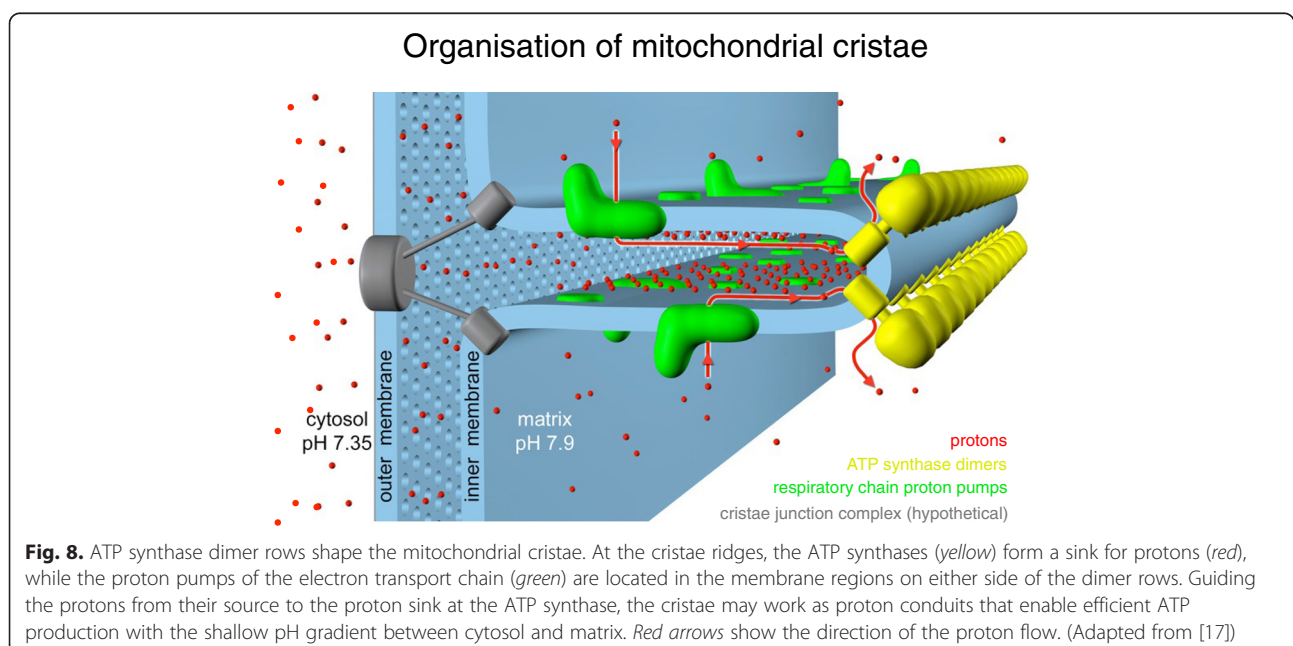 Organisation of mitochondrial cristae
cytosol
pH 7.35
outer membrane
inner membrane
matrix
pH 7.9
protons
ATP synthase dimers
respiratory chain proton pumps
cristae junction complex (hypothetical)
Fig. 8. ATP synthase dimer rows shape the mitochondrial cristae. At the cristae ridges, the ATP synthases (yellow) form a sink for protons (red),
while the proton pumps of the electron transport chain (green) are located in the membrane regions on either side of the dimer rows. Guiding
the protons from their source to the proton sink at the ATP synthase, the cristae may work as proton conduits that enable efficient ATP
production with the shallow pH gradient between cytosol and matrix. Red arrows show the direction of the proton flow. (Adapted from [17])